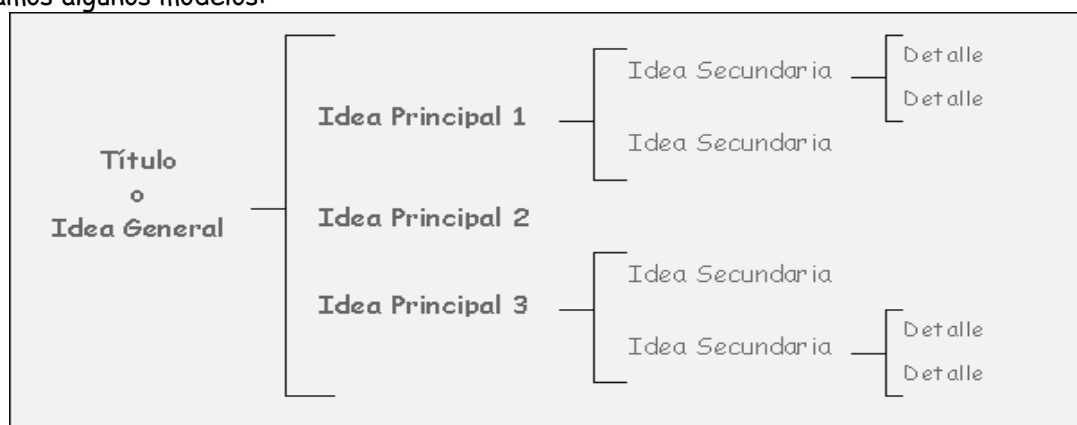 algunos modelos:
Título
o
Idea General
Idea Principal 1
Idea Secundaria
Detalle
Detalle
Idea Secundaria
Idea Principal 2
Idea Principal 3
Idea Secundaria
Idea Secundaria
Detalle
Detalle